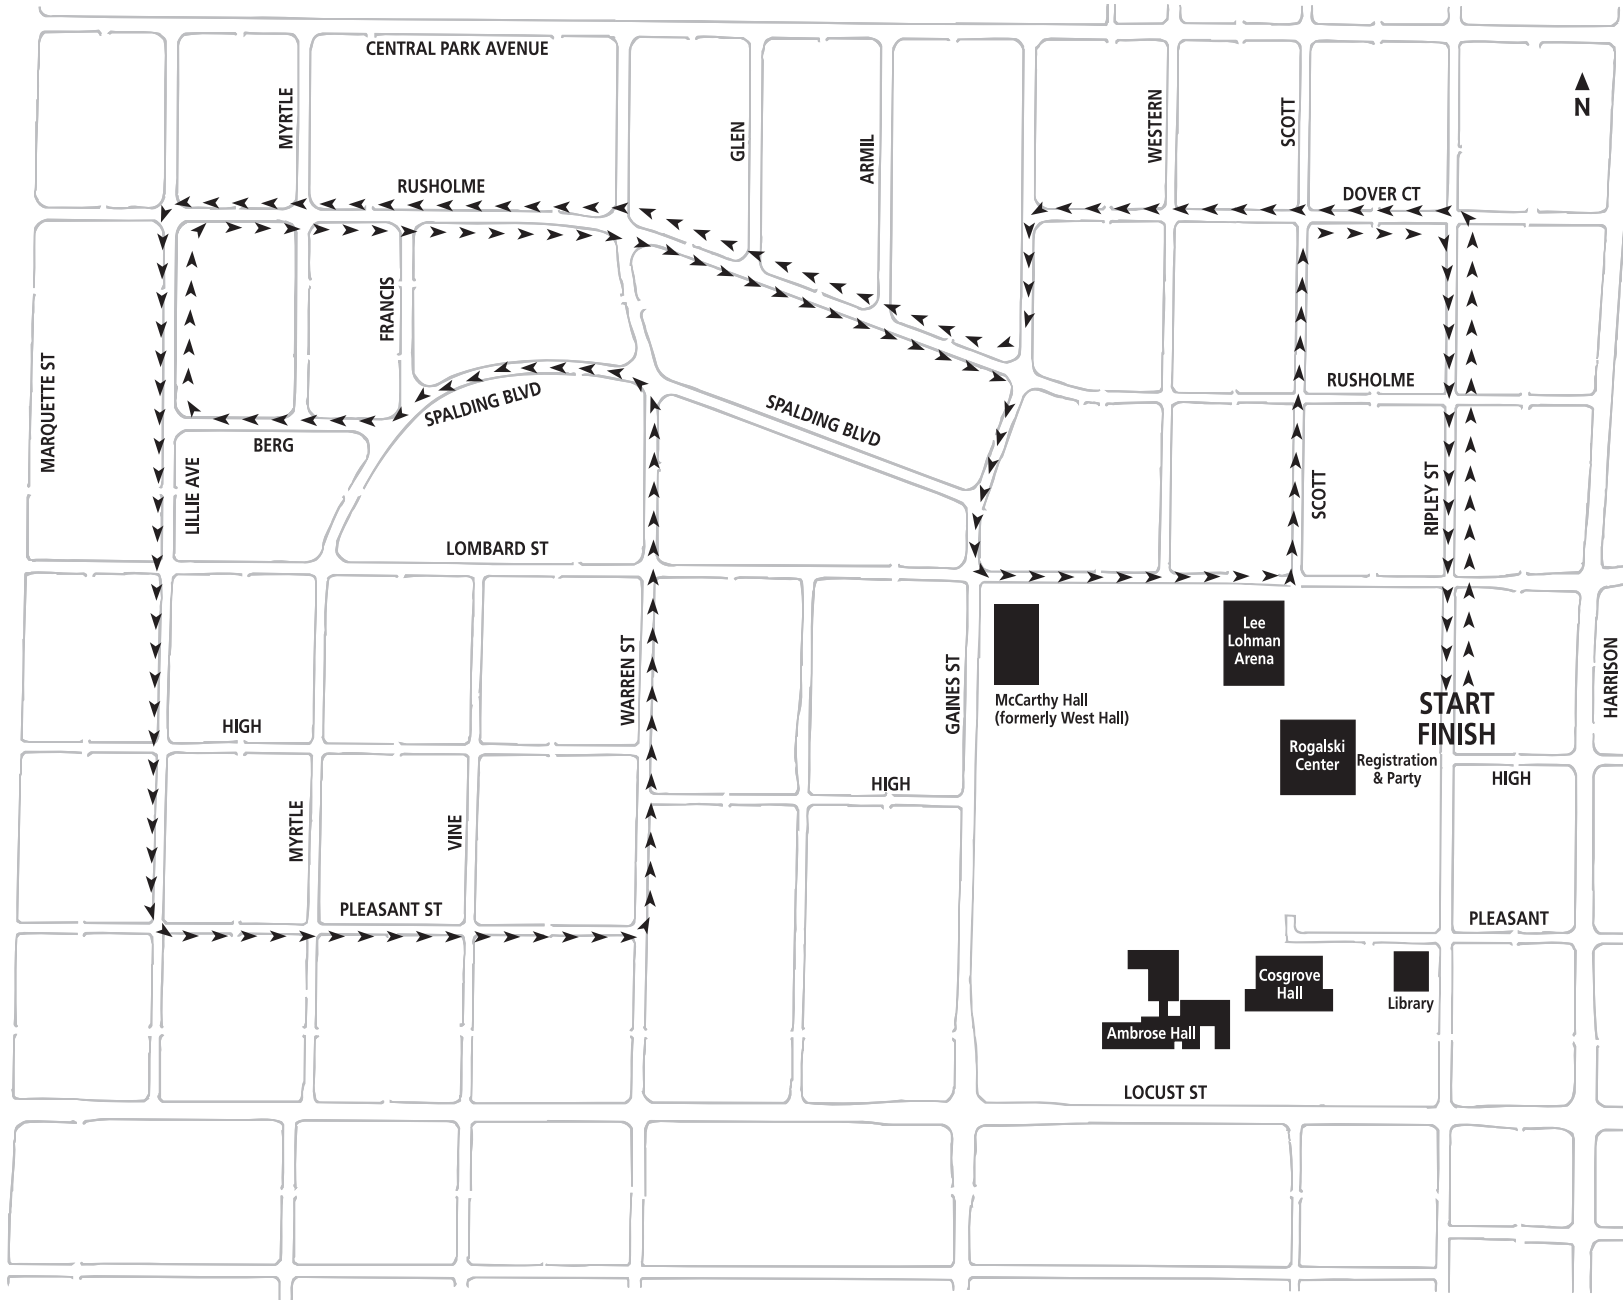 CENTRAL PARK AVENUE
N
MYRTLE
GLEN
ARMIL
WESTERN
SCOTT
RUSHOLME
DOVER CT
FRANCIS
MARQUETTE ST
SPALDING BLVD
SPALDING BLVD
RUSHOLME
BERG
LILLIE AVE
SCOTT
RIPLEY ST
LOMBARD ST
WARREN ST
GAINES ST
HARRISON
Lee
Lohman
Arena
McCarthy Hall
(formerly West Hall)
START
FINISH
HIGH
Rogalski
Center
Registration
& Party
HIGH
HIGH
MYRTLE
VINE
PLEASANT ST
PLEASANT
Cosgrove
Hall
Library
Ambrose Hall
LOCUST ST